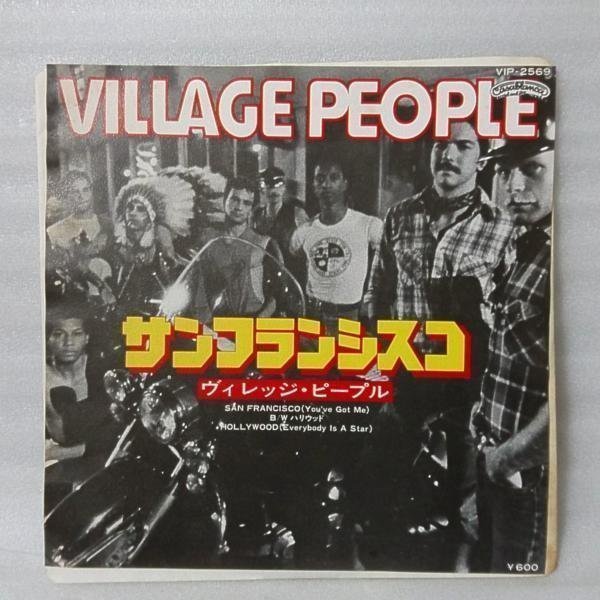 VIP-2569
Casablanca
VILLAGE PEOPLE
サンフランシスコ
ヴィレッジ・ピープル
SAN FRANCISCO(You've Got Me)
B/W ハリウッド
HOLLYWOOD(Everybody Is A Star)
¥600